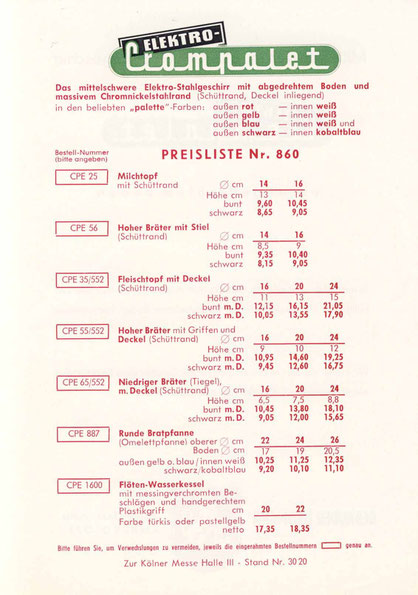 ELEKTRO-
Crompalet
Das mittelschwere Elektro-Stahlgeschirr mit abgedrehtem Boden und
massivem Chromnickelstahlrand (Schüttrand, Deckel inliegend)
in den beliebten „palette"-Farben: außen rot — innen weiß
außen gelb — innen weiß
außen blau — innen weiß und
außen schwarz — innen kobaltblau
Bestell-Nummer
(bitte angeben)
PREISLISTE Nr. 860
CPE 25 Milchtopf
mit Schüttrand Ø cm 14 16
Höhe cm 13 14
bunt 9,60 10,45
schwarz 8,65 9,05
CPE 56 Hoher Bräter mit Stiel
(Schüttrand) Ø cm 14 16
Höhe cm 8,5 9
bunt 9,35 10,40
schwarz 8,15 9,05
CPE 35/552 Fleischtopf mit Deckel
(Schüttrand) Ø cm 16 20 24
Höhe cm 11 13 15
bunt m.D. 12,15 16,15 21,05
schwarz m.D. 10,05 13,55 17,90
CPE 55/552 Hoher Bräter mit Griffen und
Deckel (Schüttrand) Ø cm 16 20 24
Höhe cm 9 10 12
bunt m.D. 10,95 14,60 19,25
schwarz m.D. 9,45 12,60 16,75
CPE 65/552 Niedriger Bräter (Tiegel),
m. Deckel (Schüttrand) Ø cm 16 20 24
Höhe cm 6,5 7,5 8,8
bunt m.D. 10,45 13,80 18,10
schwarz m.D. 9,05 12,00 15,65
CPE 887 Runde Bratpfanne
(Omelettpfanne) oberer Ø cm 22 24 26
Boden Ø cm 17 19 20,5
außen gelb o. blau/innen weiß 10,25 11,25 12,35
schwarz/kobaltblau 9,20 10,10 11,10
CPE 1600 Flöten-Wasserkessel
mit messingverchromten Be-
schlägen und handgerechtem
Plastikgriff cm 20 22
Farbe türkis oder pastellgelb
netto 17,35 18,35
Bitte führen Sie, um Verwechslungen zu vermeiden, jeweils die eingerahmten Bestellnummern genau an.
Zur Kölner Messe Halle III - Stand Nr. 3020